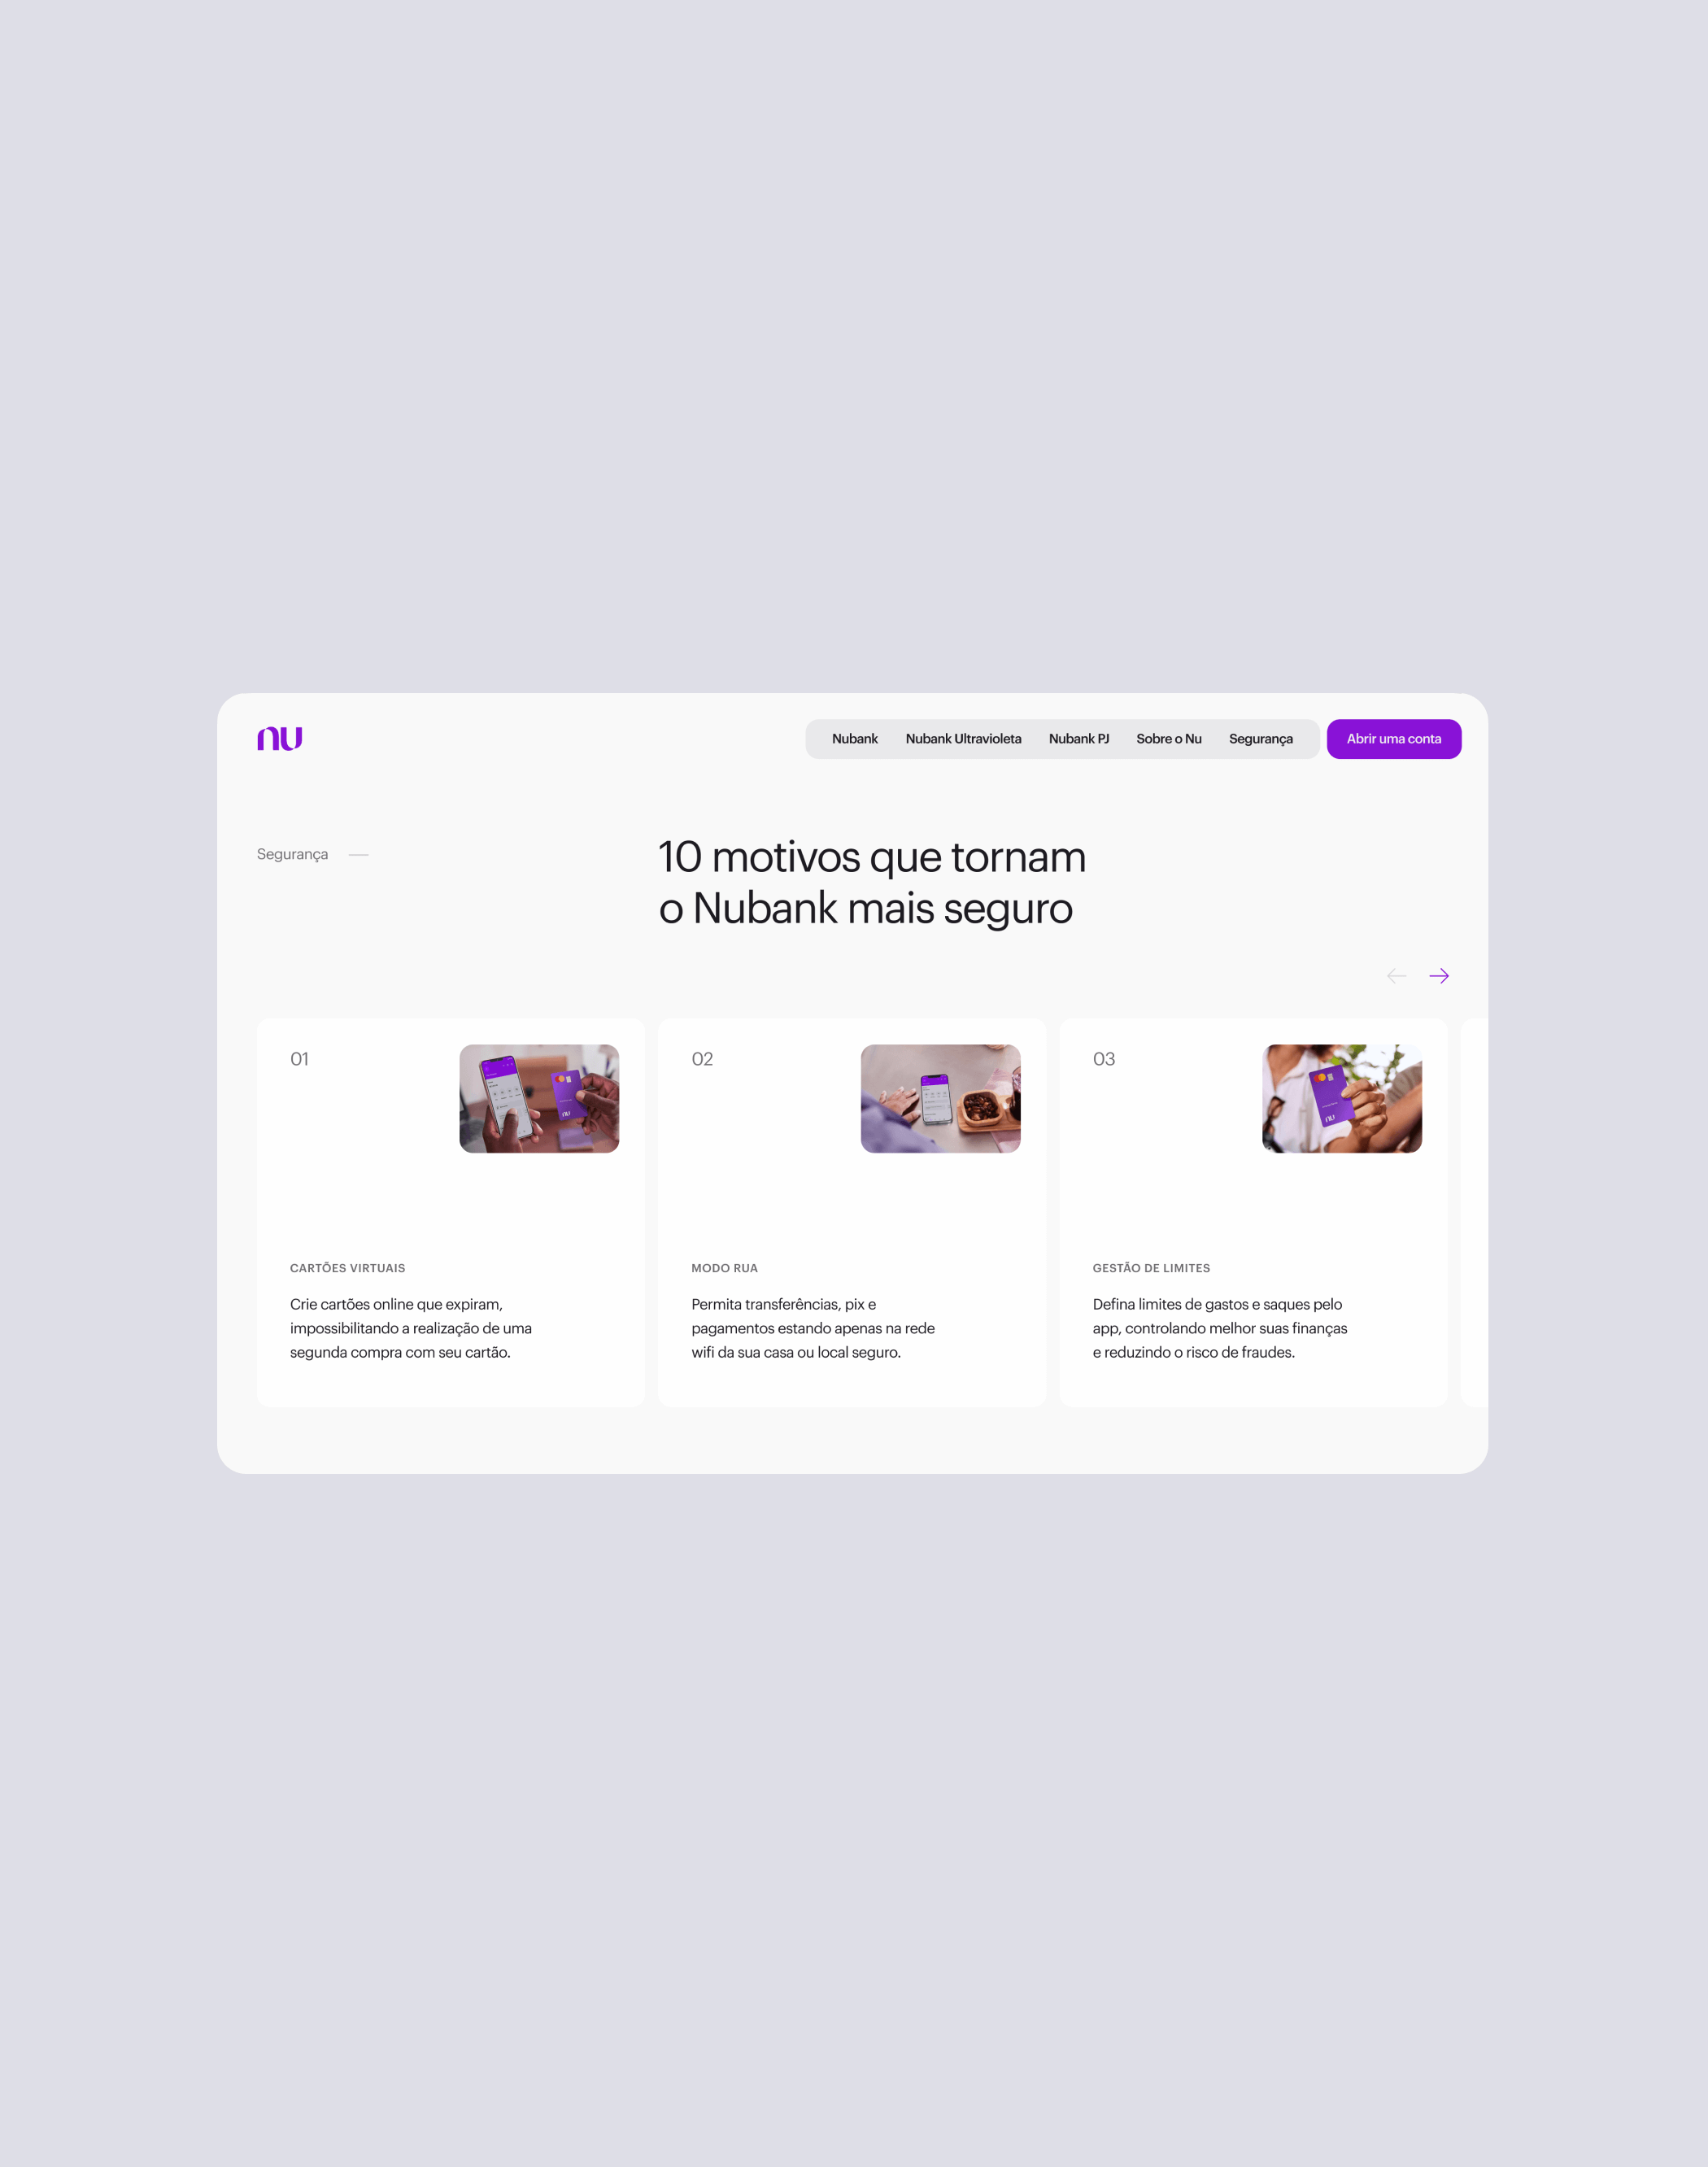 nu
Nubank Nubank Ultravioleta Nubank PJ Sobre o Nu Segurança Abrir uma conta
Segurança
10 motivos que tornam
o Nubank mais seguro
01
CARTÕES VIRTUAIS
Crie cartões online que expiram,
impossibilitando a realização de uma
segunda compra com seu cartão.
02
MODO RUA
Permita transferências, pix e
pagamentos estando apenas na rede
wifi da sua casa ou local seguro.
03
nu
GESTÃO DE LIMITES
Defina limites de gastos e saques pelo
app, controlando melhor suas finanças
e reduzindo o risco de fraudes.